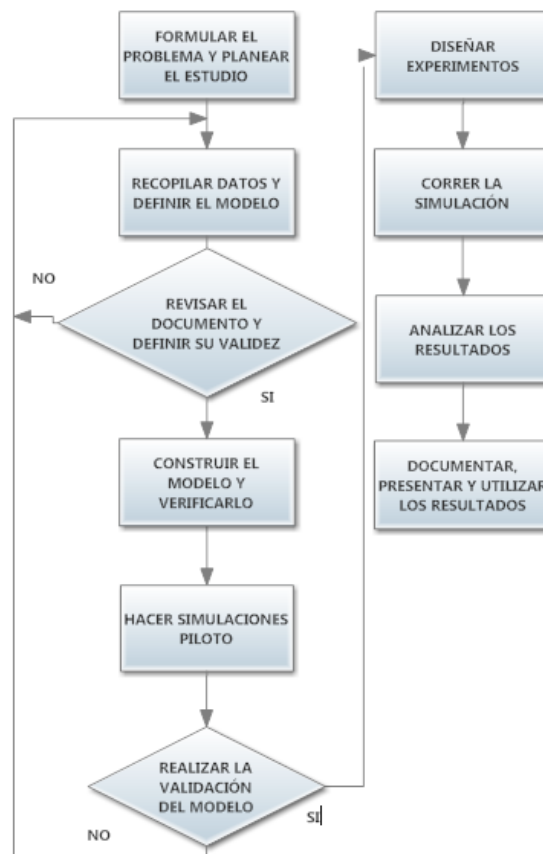 FORMULAR EL
PROBLEMA Y PLANEAR
EL ESTUDIO
RECOPILAR DATOS Y
DEFINIR EL MODELO
NO
REVISAR EL
DOCUMENTO Y
DEFINIR SU VALIDEZ
SI
CONSTRUIR EL
MODELO Y
VERIFICARLO
HACER SIMULACIONES
PILOTO
REALIZAR LA
VALIDACIÓN
DEL MODELO
NO
SI
DISEÑAR
EXPERIMENTOS
CORRER LA
SIMULACIÓN
ANALIZAR LOS
RESULTADOS
DOCUMENTAR,
PRESENTAR Y UTILIZAR
LOS RESULTADOS